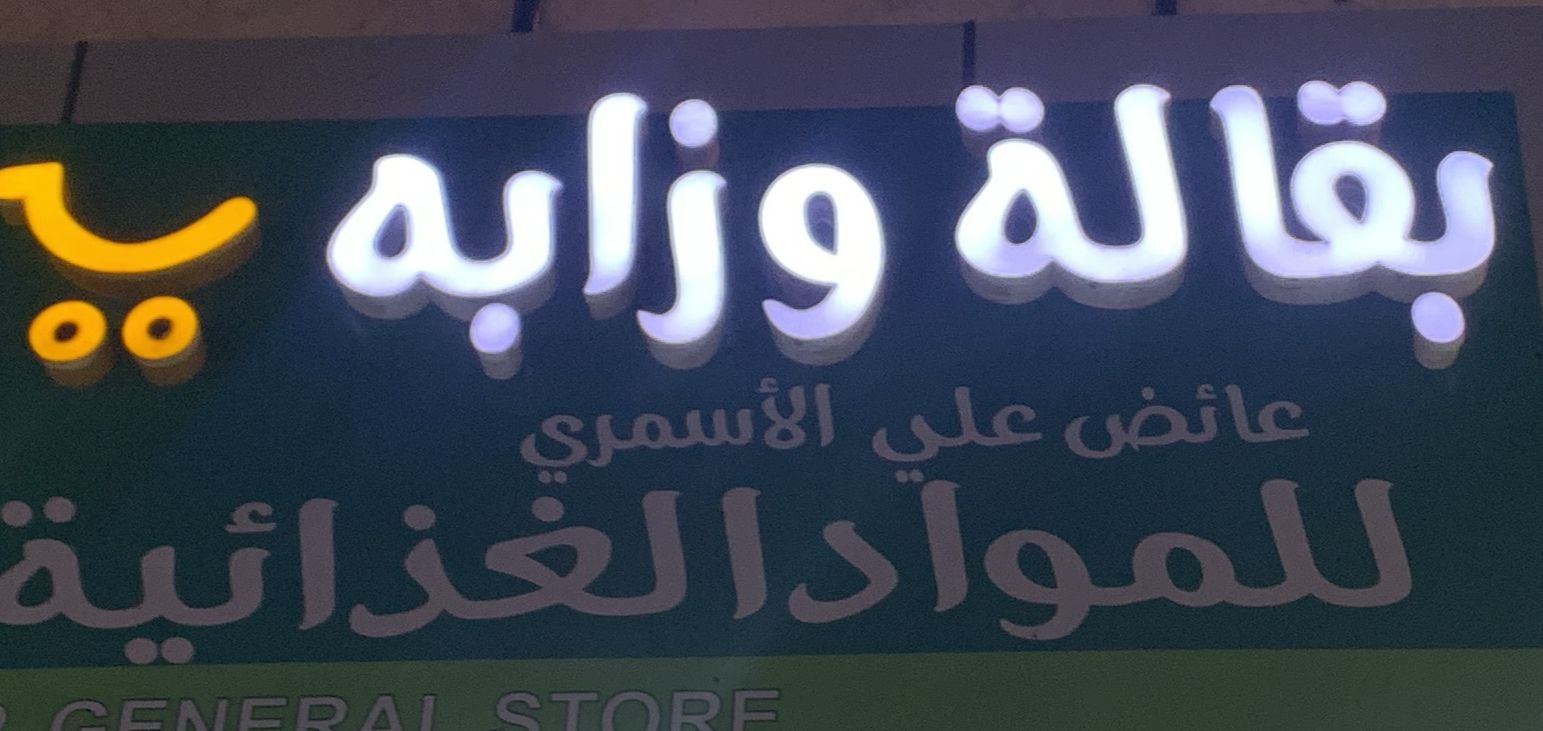 بقالة وزابه
عائض علي الأسمري
للمواد الغذائية
GENERAL STORE